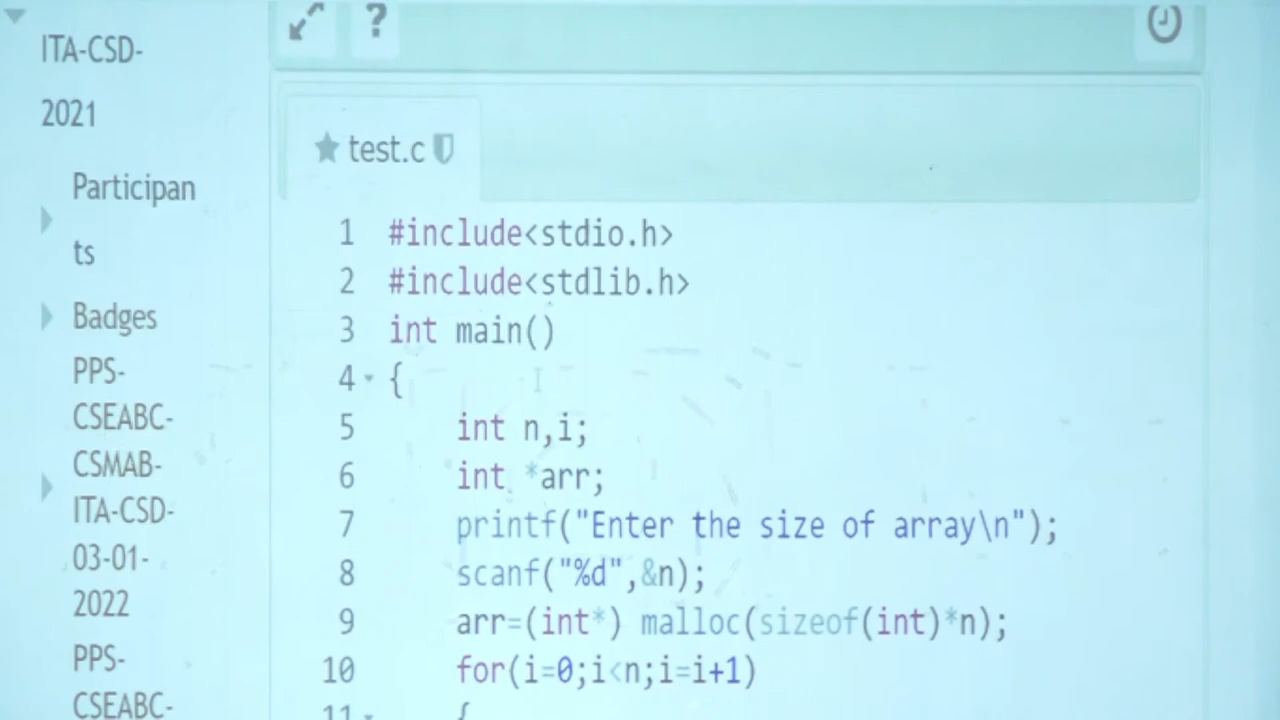 ITA-CSD-
2021
Participan
ts
Badges
PPS-
CSEABC-
CSMAB-
ITA-CSD-
03-01-
2022
PPS-
CSEABC-
?
test.c
1 #include<stdio.h>
2 #include<stdlib.h>
3 int main()
4 {
5 int n,i;
6 int *arr;
7 printf("Enter the size of array\n");
8 scanf("%d",&n);
9 arr=(int*) malloc(sizeof(int)*n);
10 for(i=0;i<n;i=i+1)
11 {